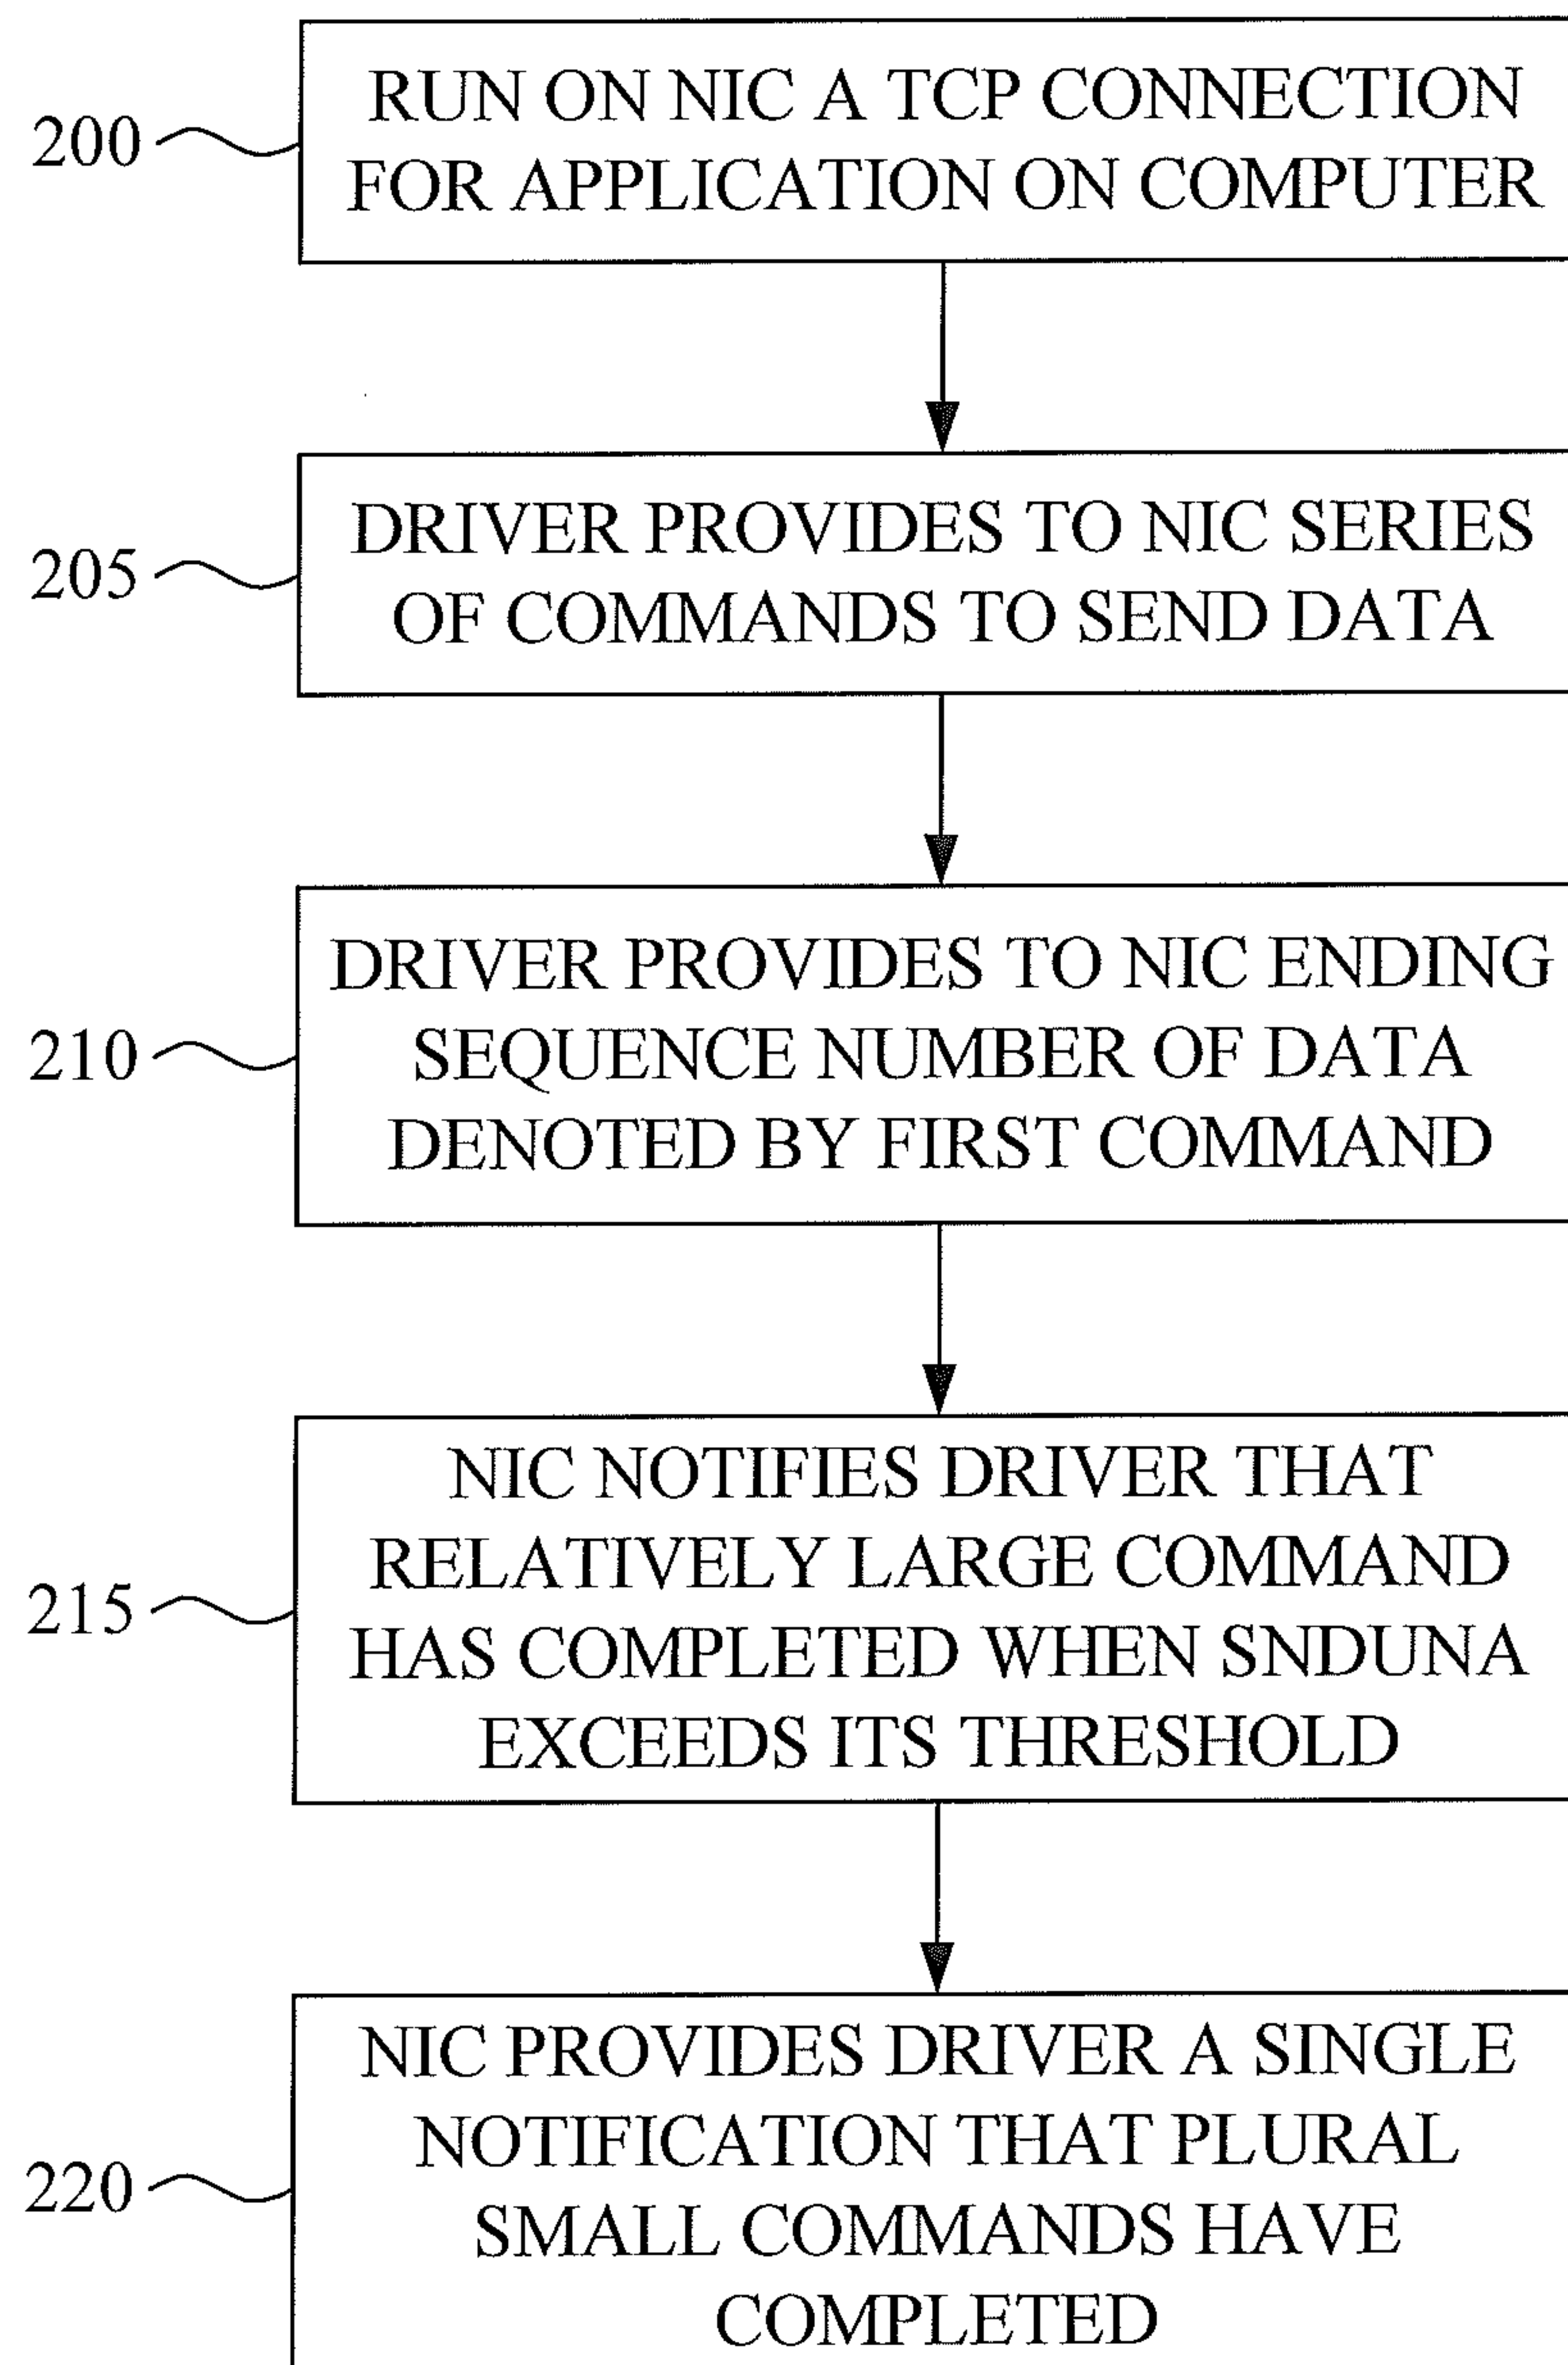 200
RUN ON NIC A TCP CONNECTION
FOR APPLICATION ON COMPUTER
205
DRIVER PROVIDES TO NIC SERIES
OF COMMANDS TO SEND DATA
210
DRIVER PROVIDES TO NIC ENDING
SEQUENCE NUMBER OF DATA
DENOTED BY FIRST COMMAND
215
NIC NOTIFIES DRIVER THAT
RELATIVELY LARGE COMMAND
HAS COMPLETED WHEN SNDUNA
EXCEEDS ITS THRESHOLD
220
NIC PROVIDES DRIVER A SINGLE
NOTIFICATION THAT PLURAL
SMALL COMMANDS HAVE
COMPLETED